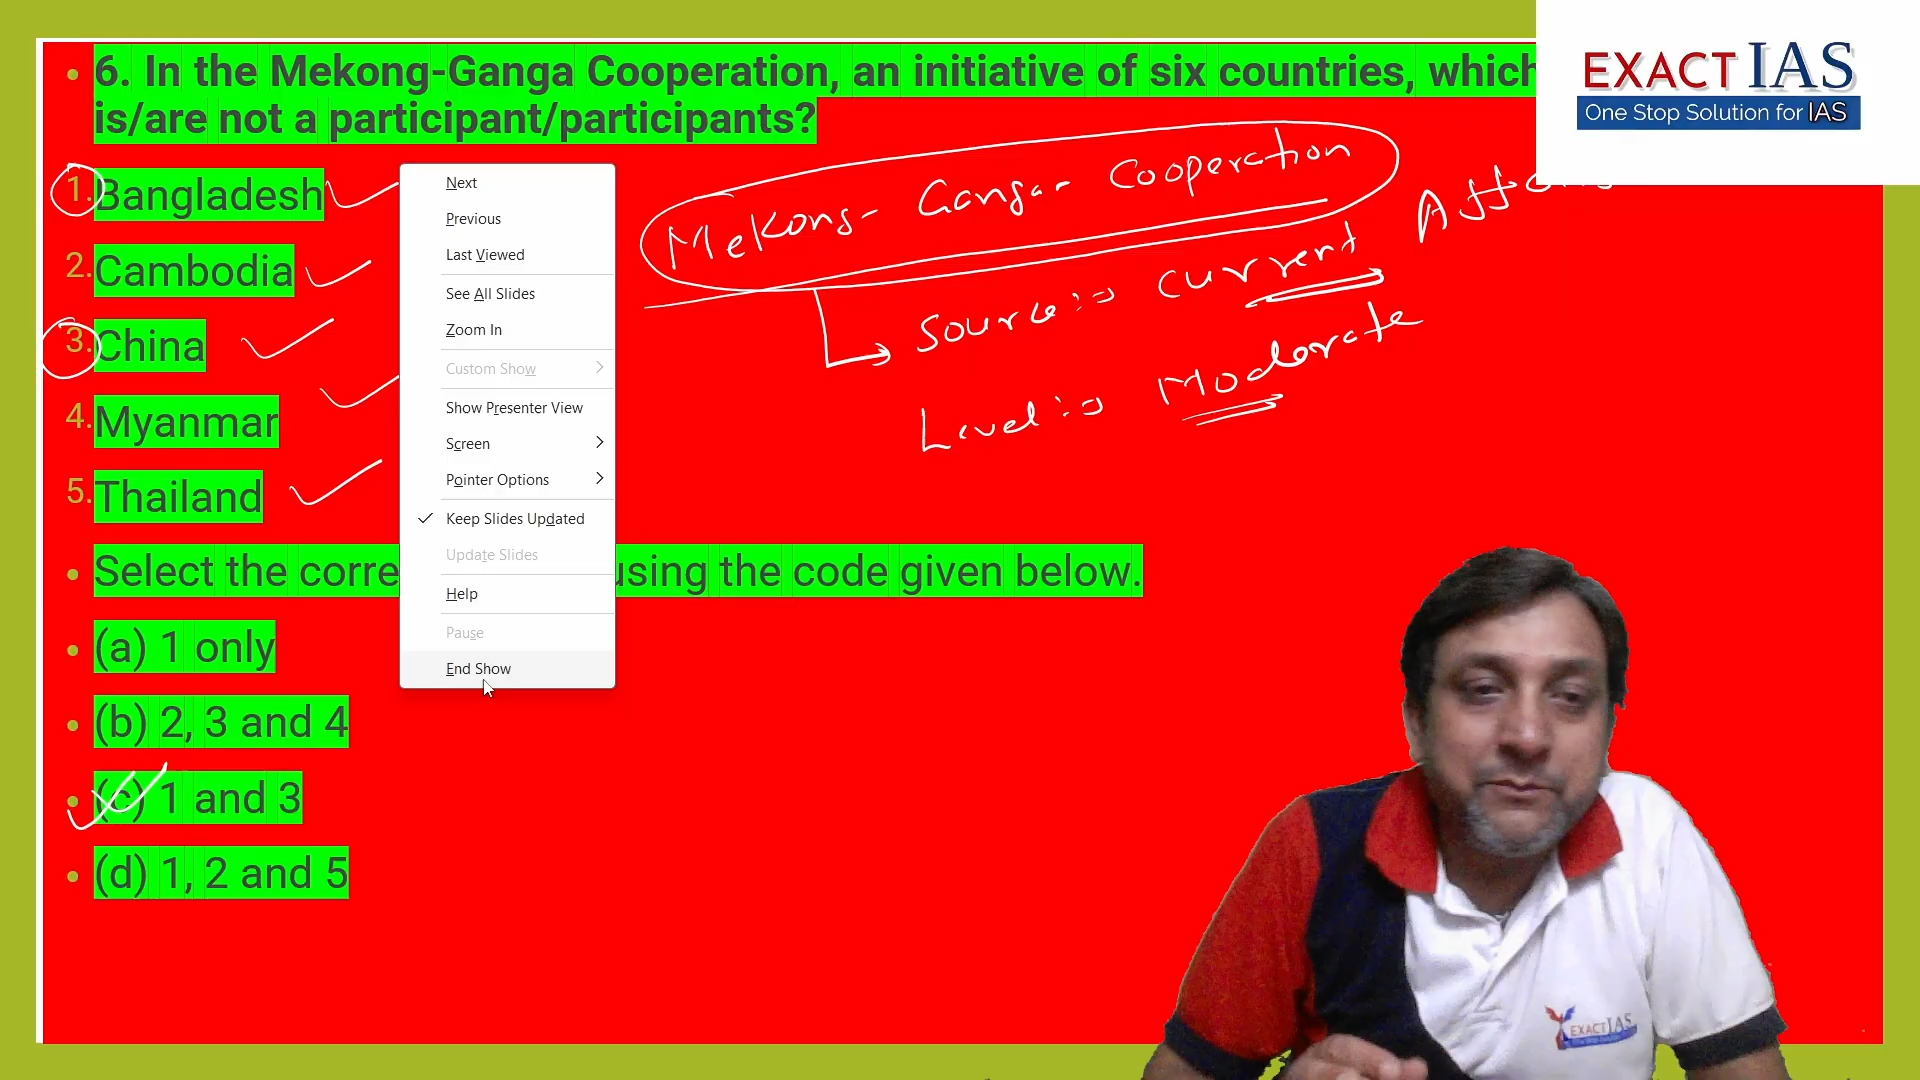 6. In the Mekong-Ganga Cooperation, an initiative of six countries, which
is/are not a participant/participants?
EXACT IAS
One Stop Solution for IAS
1. Bangladesh
2. Cambodia
3. China
4. Myanmar
5. Thailand
Mekong- Ganga- Cooperation
Source:- Current
Level:- Moderate
Next
Previous
Last Viewed
See All Slides
Zoom In
Custom Show
Show Presenter View
Screen
Pointer Options
Keep Slides Updated
Update Slides
Help
Pause
End Show
Select the using the code given below.
(a) 1 only
(b) 2, 3 and 4
(c) 1 and 3
(d) 1, 2 and 5
EXACT IAS